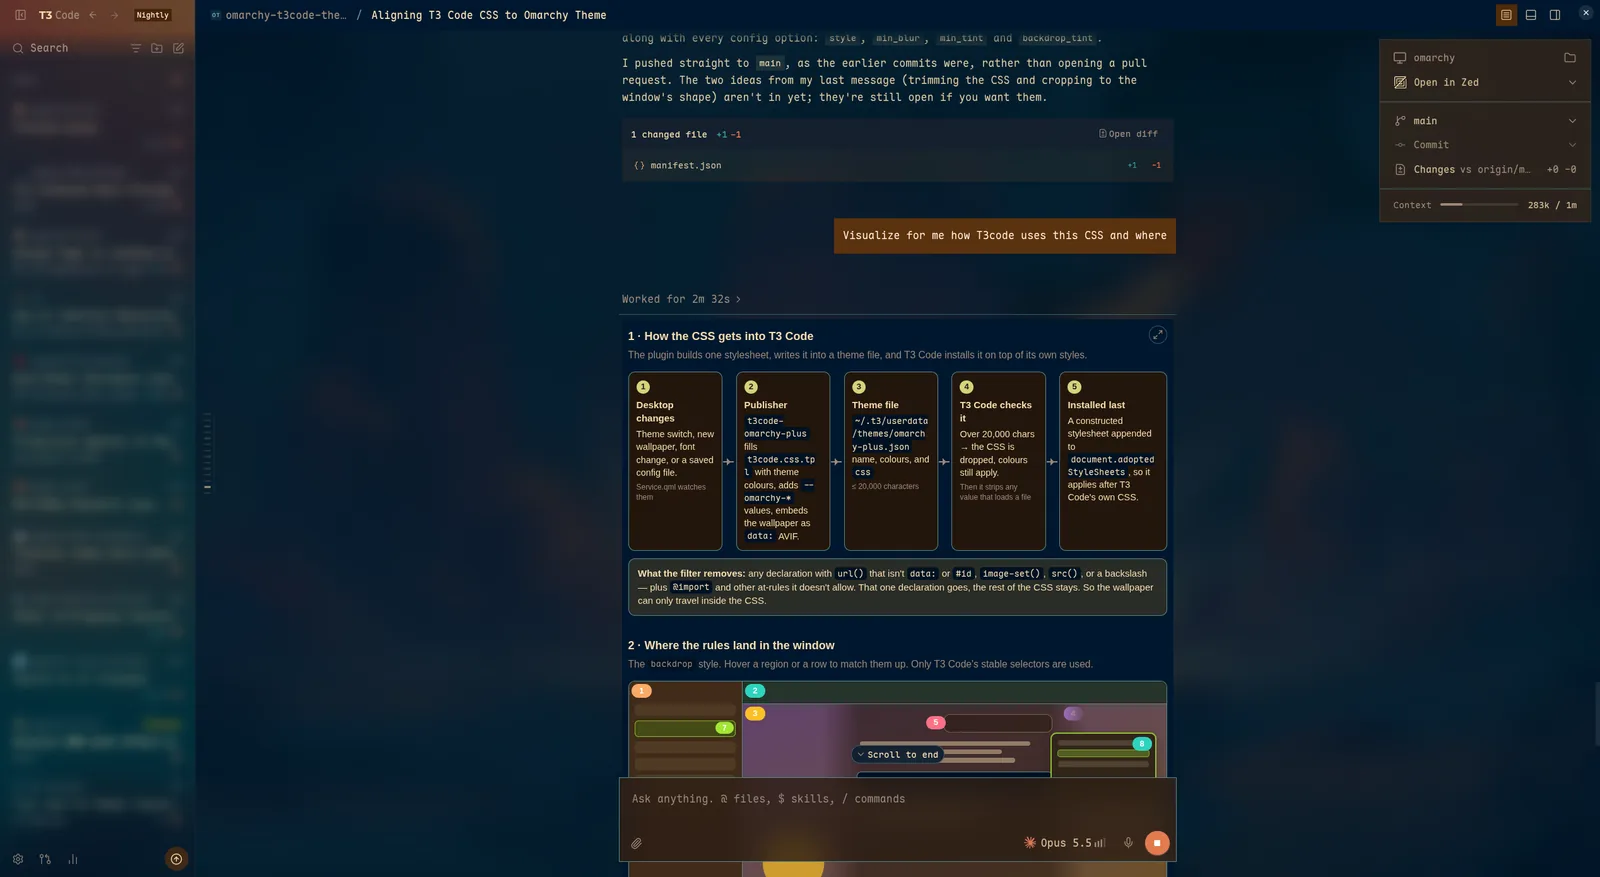 T3 Code
Nightly
omarchy-t3code-the… / Aligning T3 Code CSS to Omarchy Theme
Search
along with every config option: style, min_blur, min_tint and backdrop_tint.
I pushed straight to main, as the earlier commits were, rather than opening a pull
request. The two ideas from my last message (trimming the CSS and cropping to the
window's shape) aren't in yet; they're still open if you want them.
1 changed file +1 −1
Open diff
{} manifest.json
+1 −1
omarchy
Open in Zed
main
Commit
Changes vs origin/m… +0 −0
Context 283k / 1m
Visualize for me how T3code uses this CSS and where
Worked for 2m 32s >
1 · How the CSS gets into T3 Code
The plugin builds one stylesheet, writes it into a theme file, and T3 Code installs it on top of its own styles.
1
Desktop
changes
Theme switch, new
wallpaper, font
change, or a saved
config file.
Service.qml watches
them
2
Publisher
t3code-
omarchy-plus
fills
t3code.css.tp
l with theme
colours, adds --
omarchy-*
values, embeds
the wallpaper as
data: AVIF.
3
Theme file
~/.t3/userdata
/themes/omarch
y-plus.json
name, colours, and
css
≤ 20,000 characters
4
T3 Code checks
it
Over 20,000 chars
→ the CSS is
dropped, colours
still apply.
Then it strips any
value that loads a file
5
Installed last
A constructed
stylesheet appended
to
document.adopted
StyleSheets, so it
applies after T3
Code's own CSS.
What the filter removes: any declaration with url() that isn't data: or #id, image-set(), src(), or a backslash
— plus @import and other at-rules it doesn't allow. That one declaration goes, the rest of the CSS stays. So the wallpaper
can only travel inside the CSS.
2 · Where the rules land in the window
The backdrop style. Hover a region or a row to match them up. Only T3 Code's stable selectors are used.
1
2
3
4
5
7
8
Scroll to end
Ask anything. @ files, $ skills, / commands
Opus 5.5